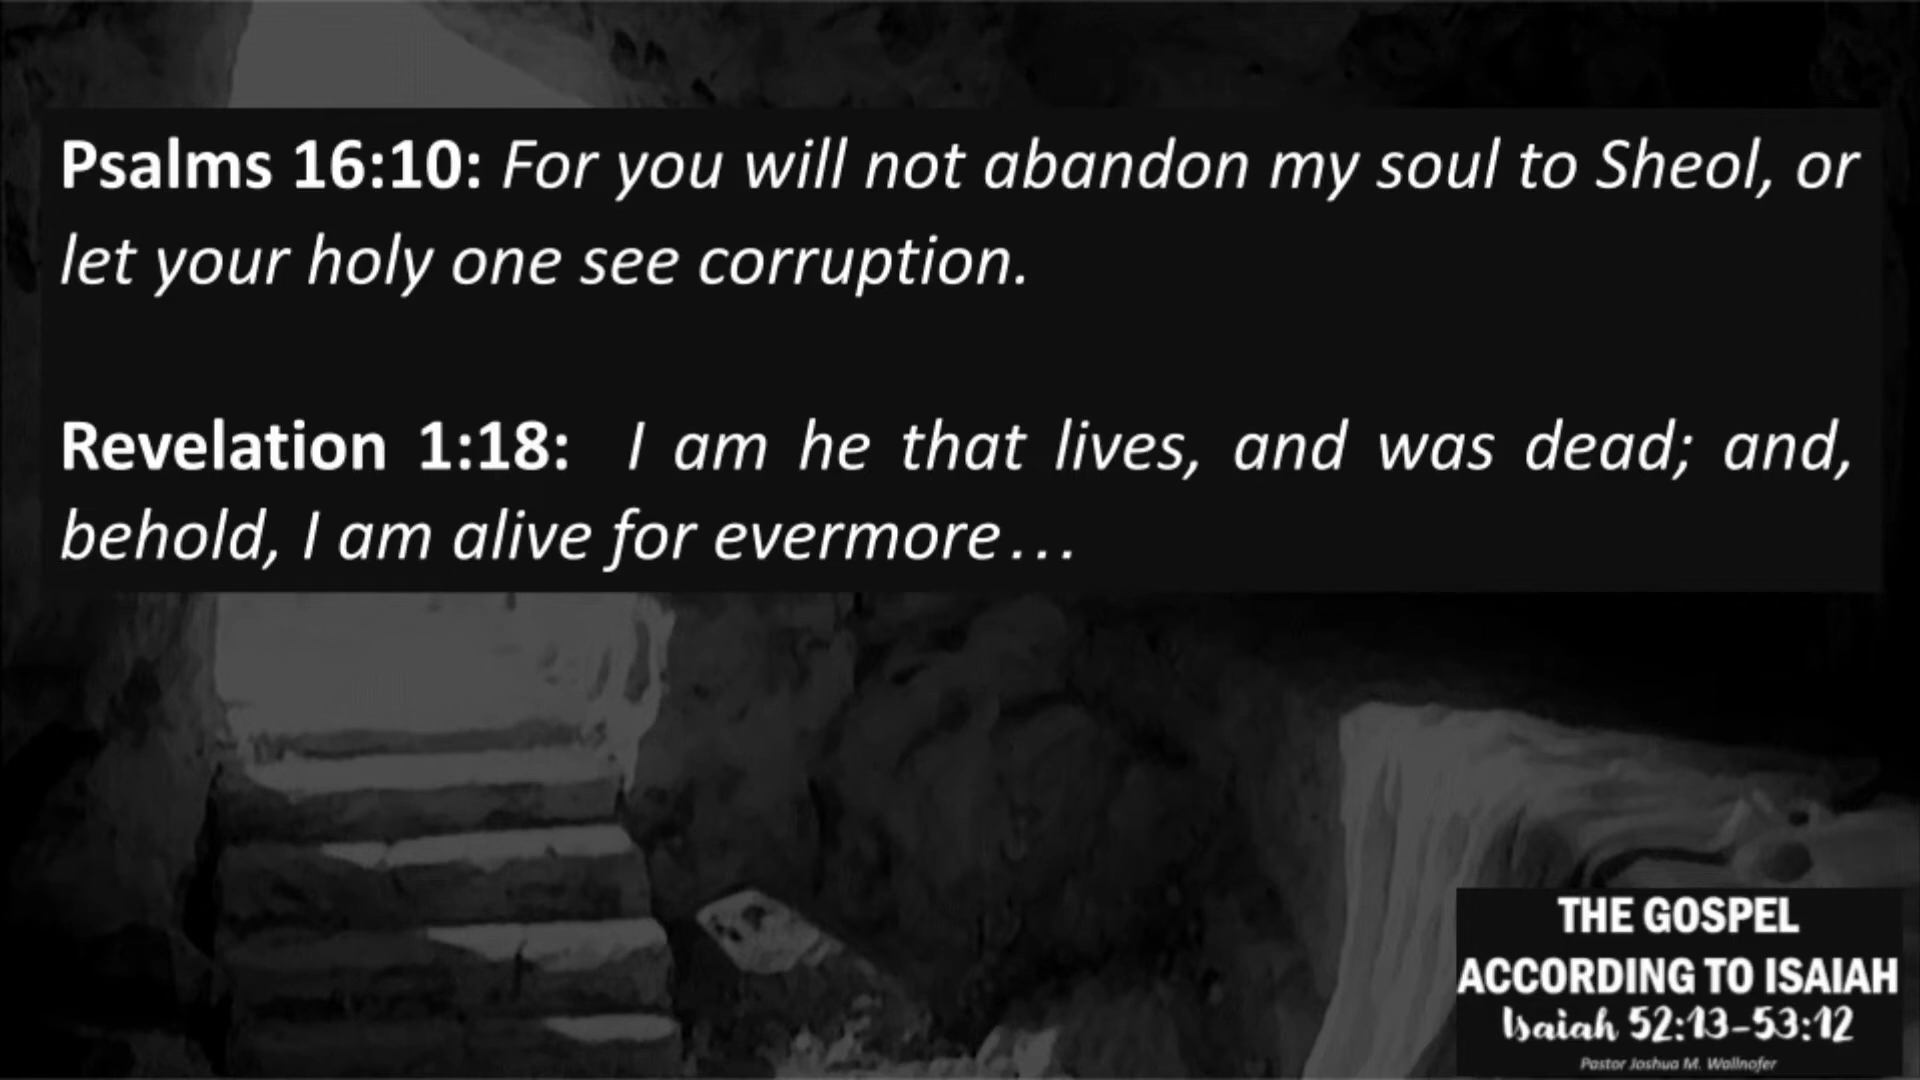 Psalms 16:10: For you will not abandon my soul to Sheol, or
let your holy one see corruption.
Revelation 1:18: I am he that lives, and was dead; and,
behold, I am alive for evermore...
THE GOSPEL
ACCORDING TO ISAIAH
Isaiah 52:13-53:12
Pastor Joshua M. Wallnofer